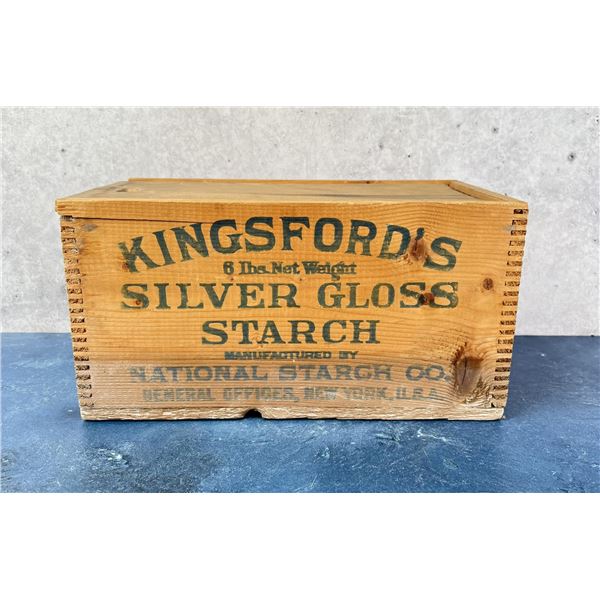 KINGSFORD'S
6 lbs. Net Weight
SILVER GLOSS
STARCH
MANUFACTURED BY
NATIONAL STARCH CO.
GENERAL OFFICES, NEW YORK, U.S.A.